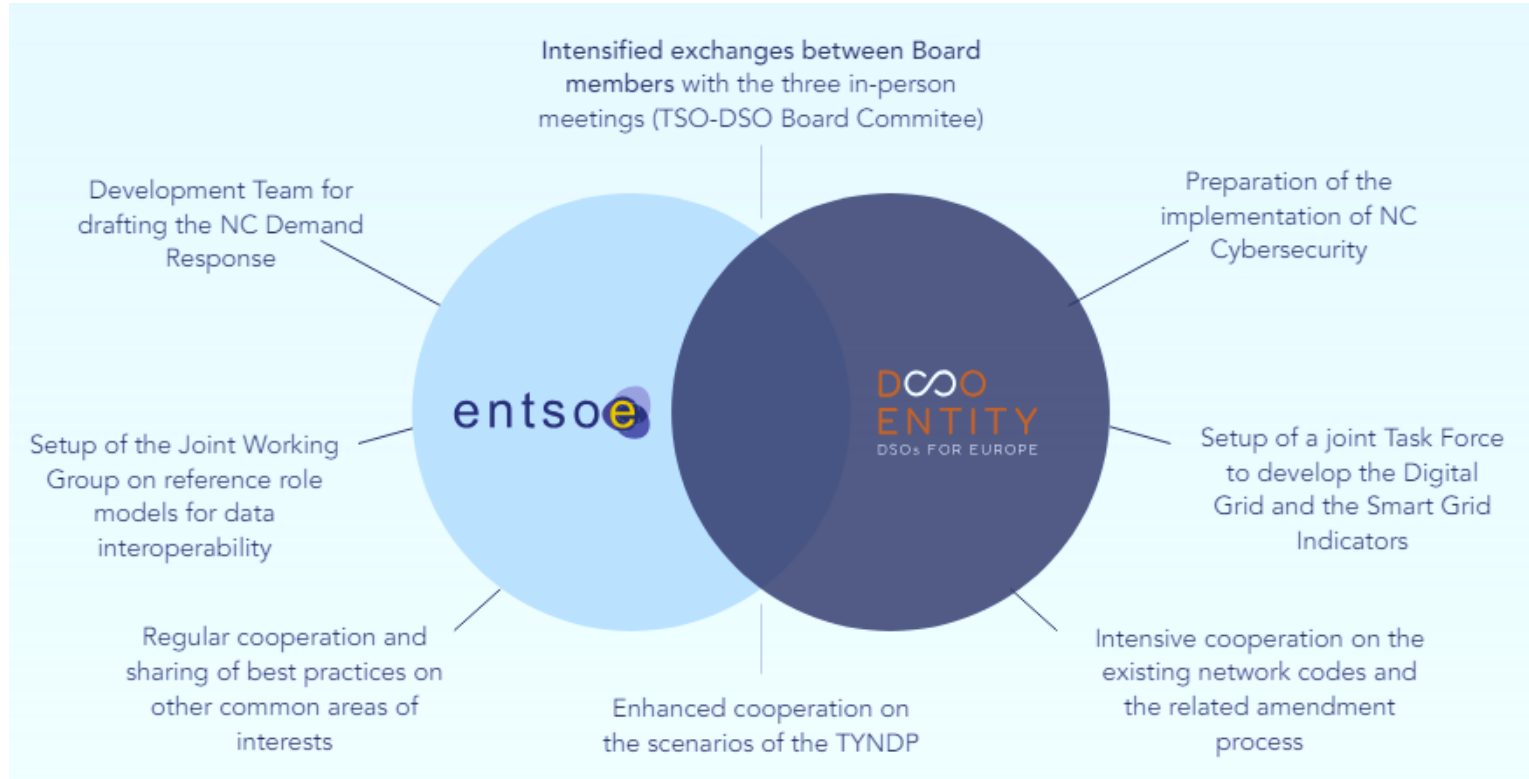 Intensified exchanges between Board
members with the three in-person
meetings (TSO-DSO Board Commitee)
Development Team for
drafting the NC Demand
Response
Preparation of the
implementation of NC
Cybersecurity
entsoe
DSO
ENTITY
DSOs FOR EUROPE
Setup of the Joint Working
Group on reference role
models for data
interoperability
Setup of a joint Task Force
to develop the Digital
Grid and the Smart Grid
Indicators
Regular cooperation and
sharing of best practices on
other common areas of
interests
Enhanced cooperation on
the scenarios of the TYNDP
Intensive cooperation on the
existing network codes and
the related amendment
process